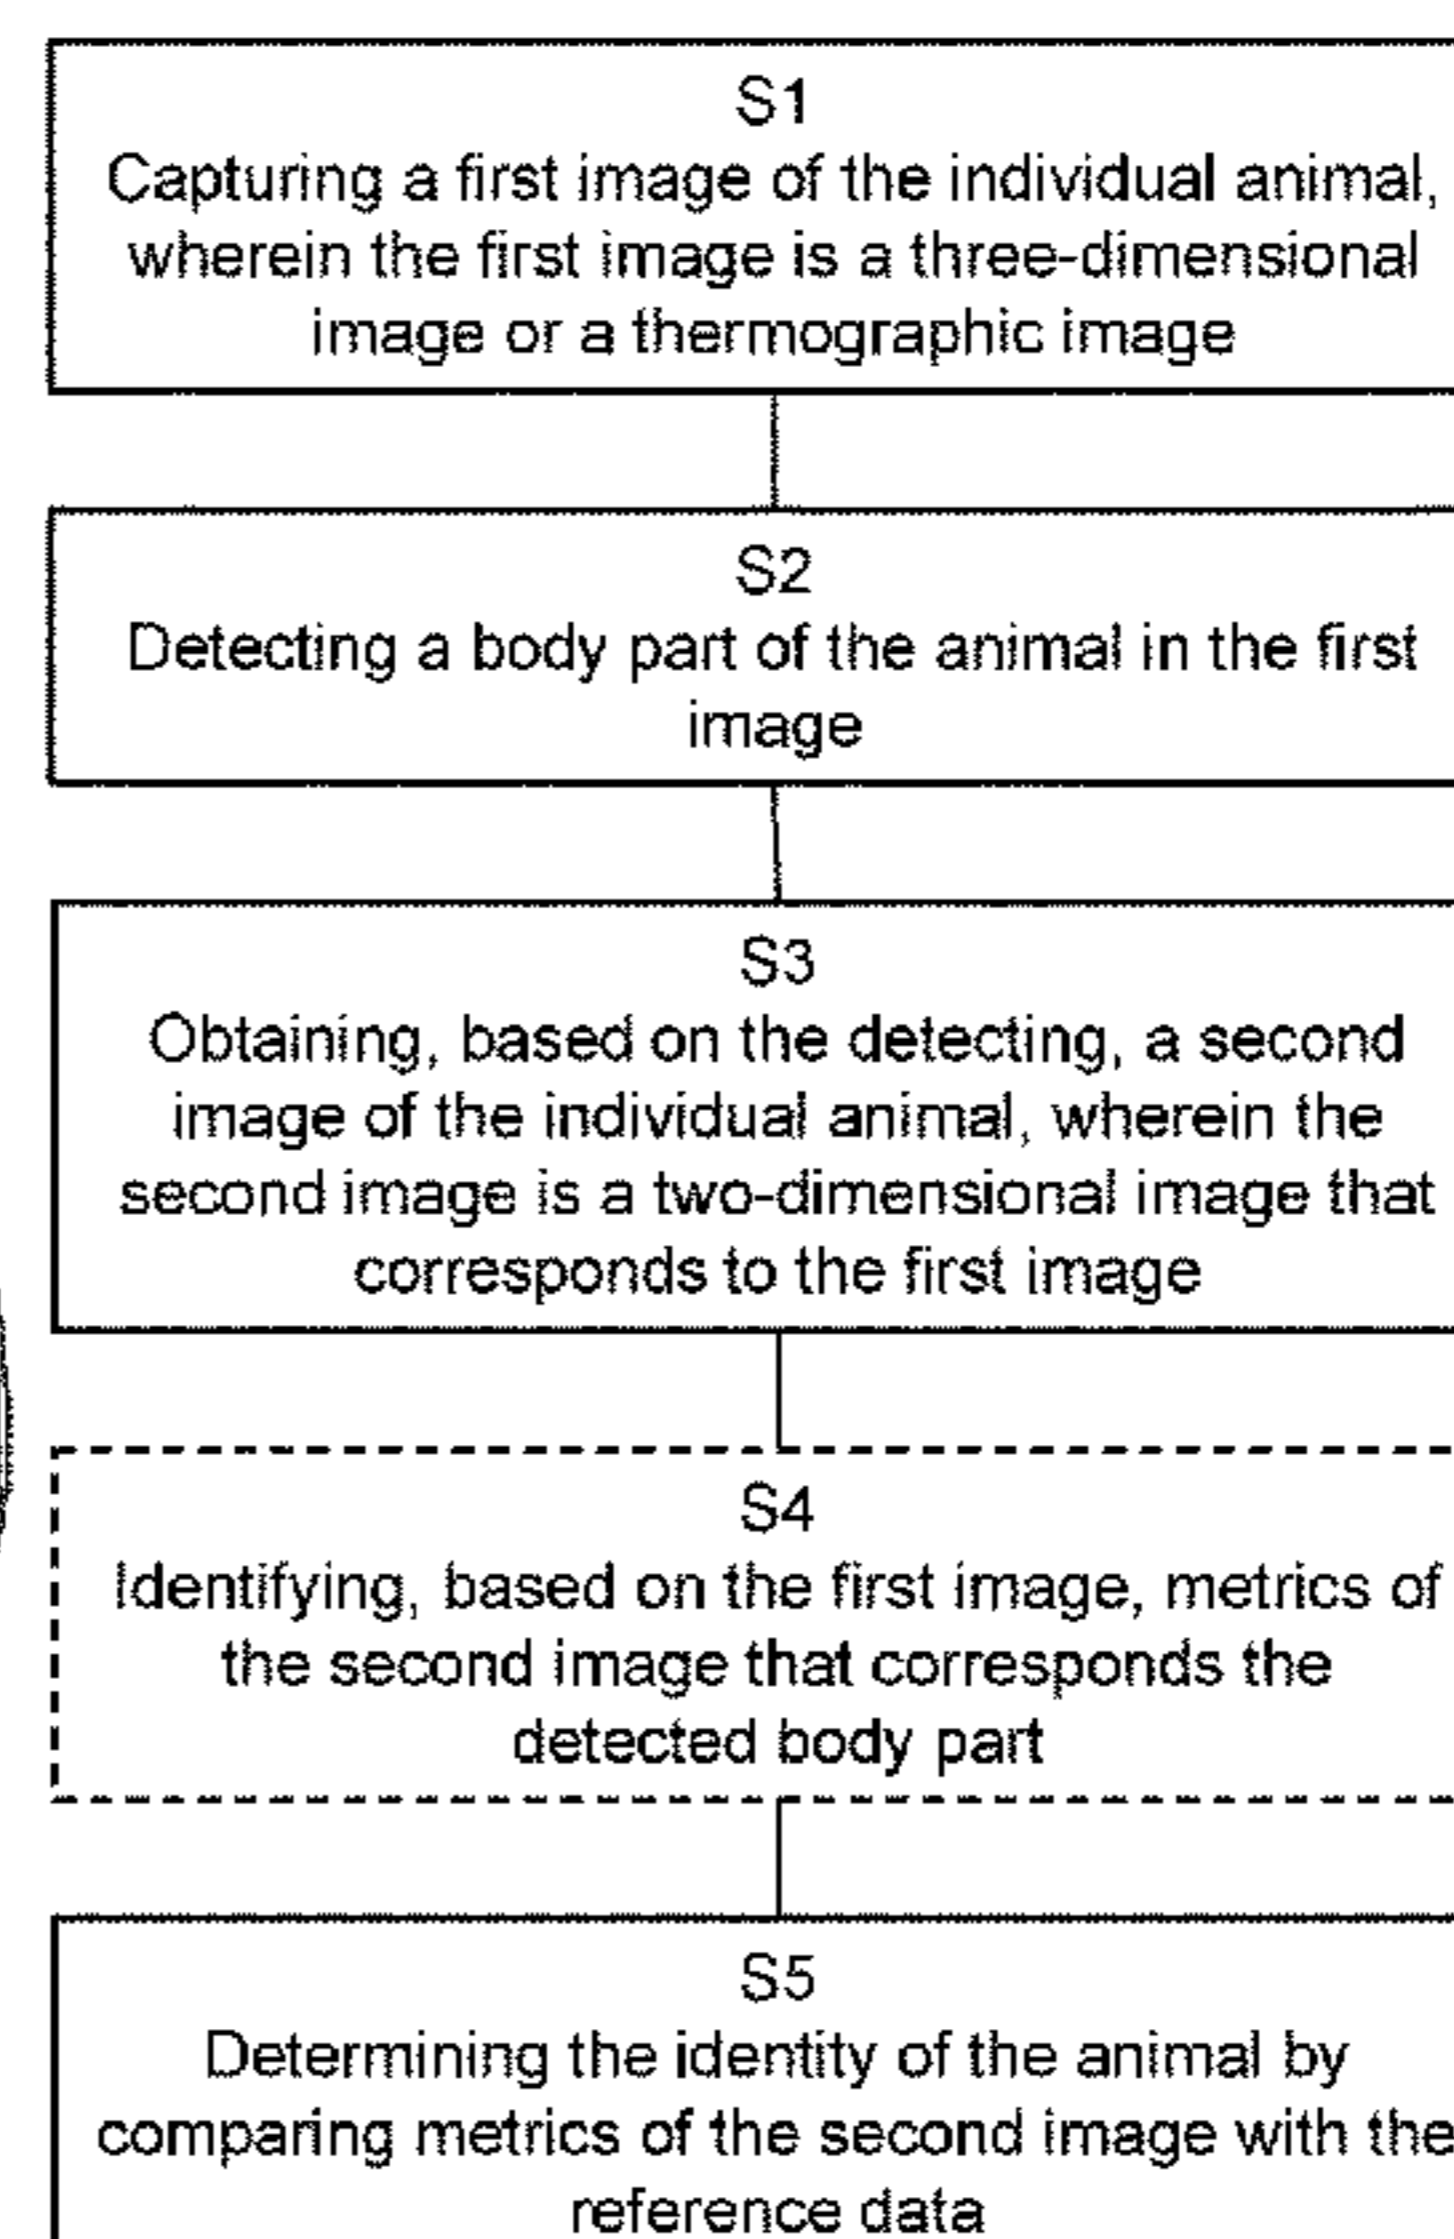 S1
Capturing a first image of the individual animal,
wherein the first image is a three-dimensional
image or a thermographic image
S2
Detecting a body part of the animal in the first
image
S3
Obtaining, based on the detecting, a second
image of the individual animal, wherein the
second image is a two-dimensional image that
corresponds to the first image
S4
Identifying, based on the first image, metrics of
the second image that corresponds the
detected body part
S5
Determining the identity of the animal by
comparing metrics of the second image with the
reference data